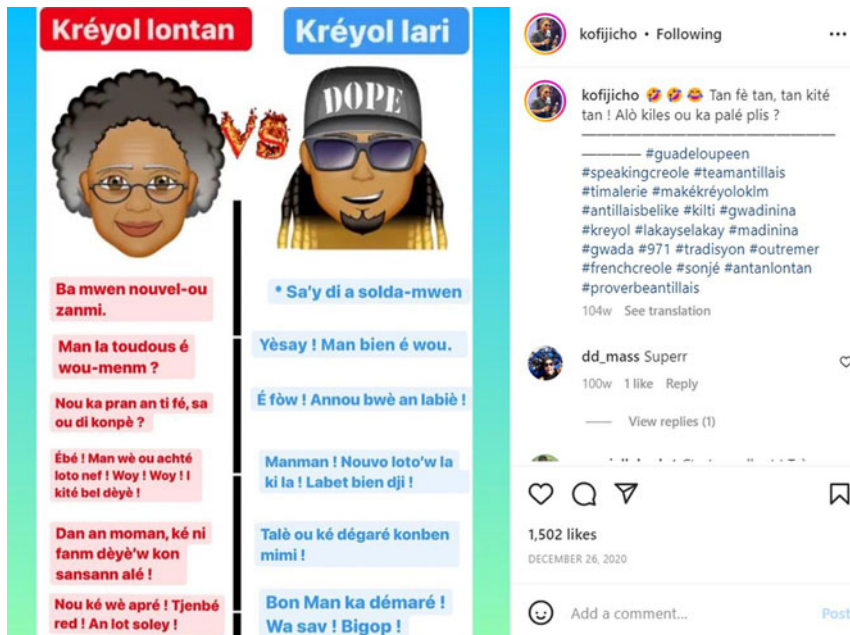 Kréyol lontan
Kréyol lari
DOPE
VS
Ba mwen nouvel-ou
zanmi.
* Sa'y di a solda-mwen
Man la toudous é
wou-menm ?
Yèsay ! Man bien é wou.
Nou ka pran an ti fé, sa
ou di konpè ?
É fòw ! Annou bwè an labiè !
Ébé ! Man wè ou achté
loto nef ! Woy ! Woy ! I
kité bel dèyè !
Manman ! Nouvo loto'w la
ki la ! Labet bien dji !
Dan an moman, ké ni
fanm dèyè'w kon
sansann alé !
Talè ou ké dégaré konben
mimi !
Nou ké wè apré ! Tjenbé
red ! An lot soley !
Bon Man ka démaré !
Wa sav ! Bigop !
kofijicho • Following
kofijicho 🤣 🤣 😂 Tan fè tan, tan kité
tan ! Alò kiles ou ka palé plis ?
#guadeloupeen
#speakingcreole #teamantillais
#timalerie #makékréyoloklm
#antillaisbelike #kilti #gwadinina
#kreyol #lakayselakay #madinina
#gwada #971 #tradisyon #outremer
#frenchcreole #sonjé #antanlontan
#proverbeantillais
104w See translation
dd_mass Superr
100w 1 like Reply
View replies (1)
1,502 likes
DECEMBER 26, 2020
Add a comment...
Post